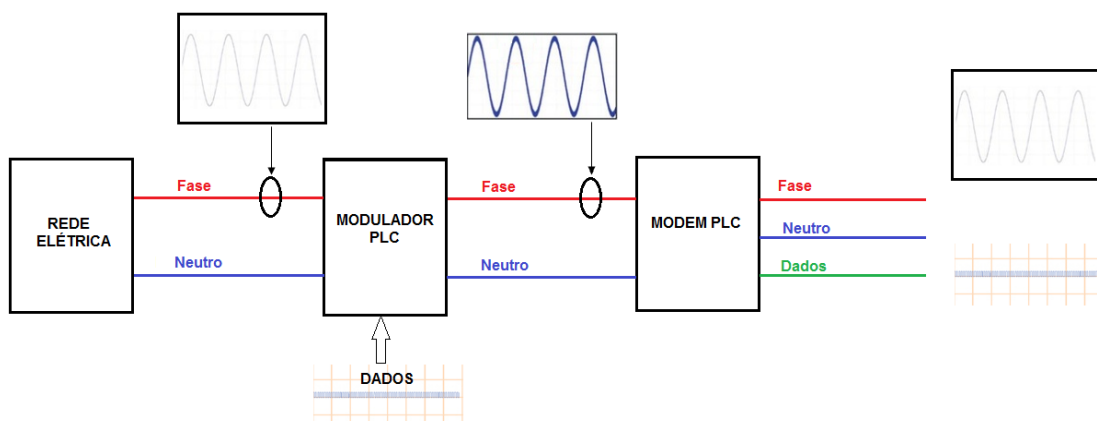 REDE
ELÉTRICA
Fase
Neutro
MODULADOR
PLC
DADOS
Fase
Neutro
MODEM PLC
Fase
Neutro
Dados